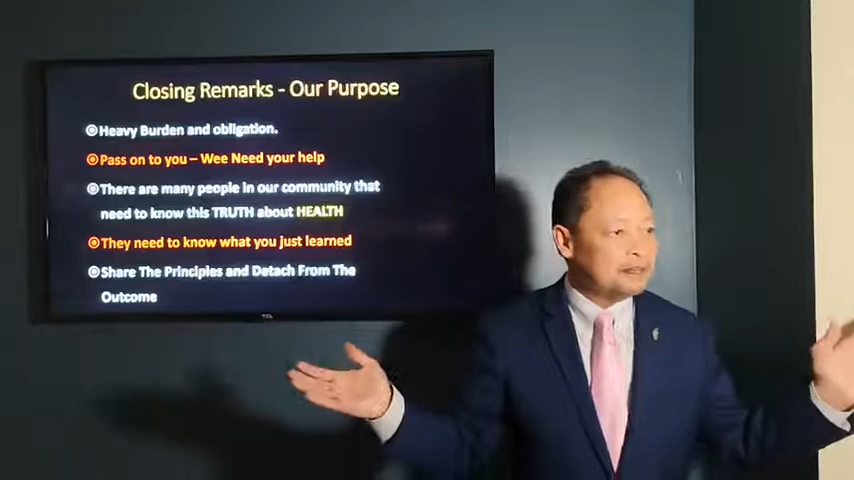 Closing Remarks - Our Purpose
Heavy Burden and obligation.
Pass on to you – Wee Need your help
There are many people in our community that
need to know this TRUTH about HEALTH
They need to know what you just learned
Share The Principles and Detach From The
Outcome
TCL